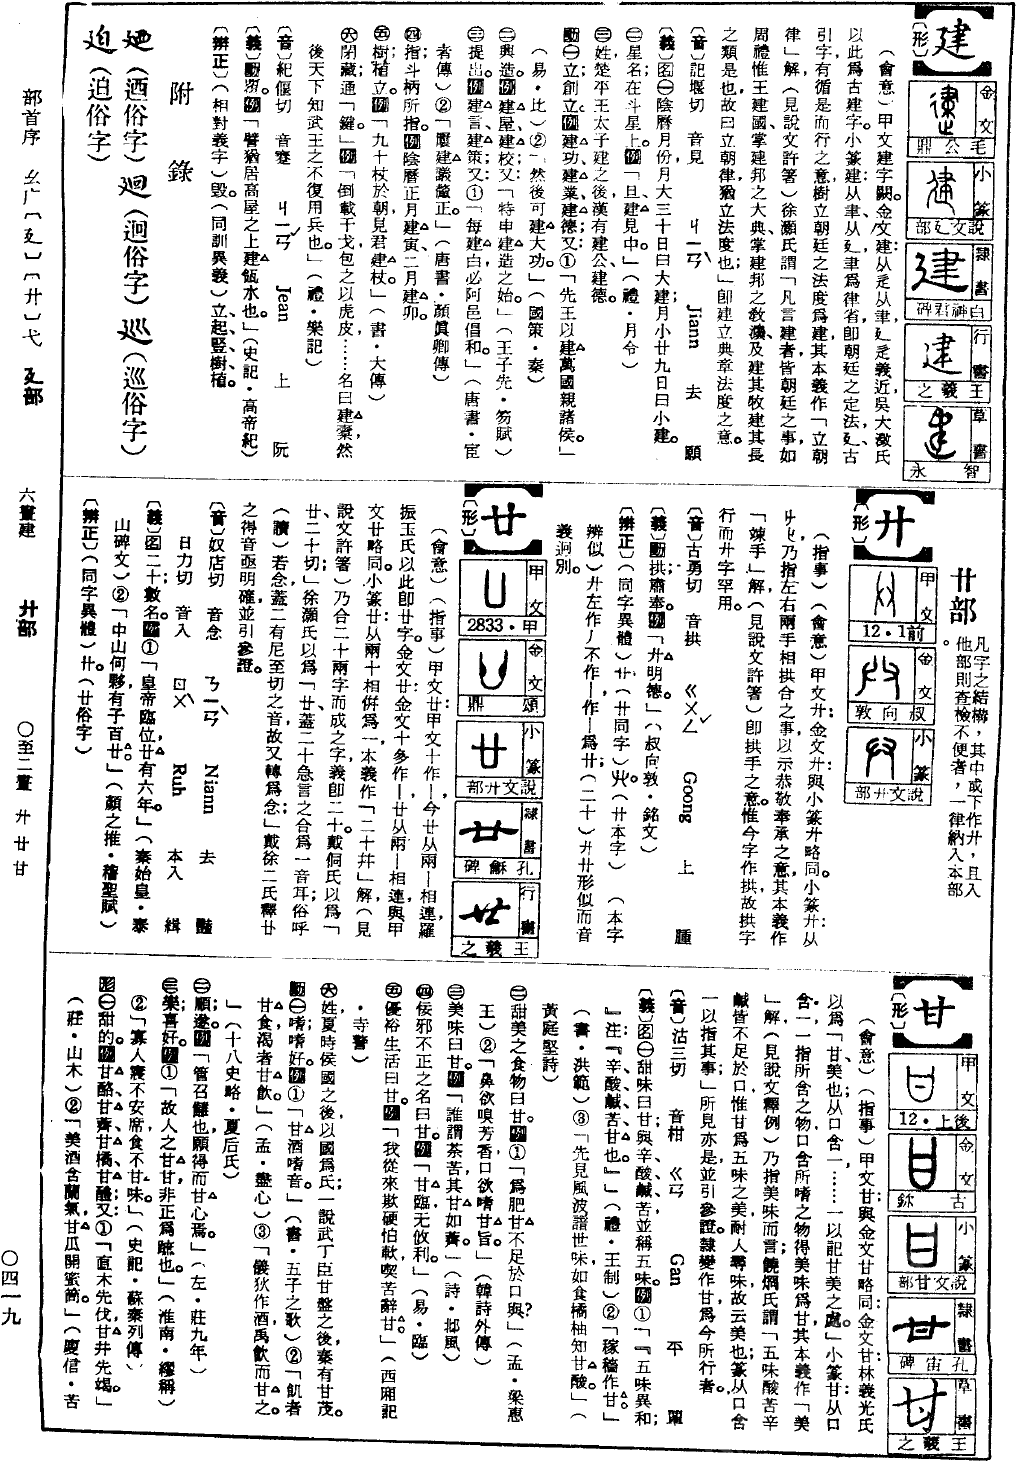 建
〔形〕
金文
毛公鼎
小篆
說文廴部
隸書
白神君碑
行書
王羲之
草書
智永
（會意）甲文建字闕。金文建：从辵从聿，廴辵義近，吳大澂氏
以此爲古建字。小篆建：从聿、从廴，聿爲律省，卽朝廷之定法，廴古
引字，有循是而行之意；樹立朝廷之法度爲建，其本義作「立朝
律」解（見說文許箸），徐灝氏謂「凡言建者皆朝廷之事，如
周禮惟王建國，掌建邦之大典，掌建邦之敎灋，及建其牧建其長
之類是也，故曰立朝律，猶立法度也；」卽建立典章法度之意。
〔音〕記堰切　音見　ㄐㄧㄢˋ　Jiann　去　願
〔義〕图㊀陰曆月份，月大三十日曰大建；月小廿九日曰小建。
㊁星名，在斗星上。例「旦，建見中。」（禮・月令）
㊂姓，楚平王太子建之後，漢有建公建德。
動㊀立；創立；例建功、建業、建德；又：①「先王以建萬國，親諸侯。」
（易・比）②「然後可建大功。」（國策・秦）
㊁興造。例建屋、建校；又「特申建造之始。」（王子先・笏賦）
㊂提出。例建言、建策；又①「每建白，必阿邑倡和。」（唐書・宦
者傳）②「屢建議釐正。」（唐書・顏眞卿傳）
㊃指，斗柄所指。例陰曆正月建寅，二月建卯。
㊄樹；植立。例「九十杖於朝，見君建杖。」（書・大傳）
㊅閉藏，通「鍵」。例「倒載干戈，包之以虎皮……名曰建櫜，然
後天下知武王之不復用兵也。」（禮・樂記）
〔音〕紀偃切　音蹇　ㄐㄧㄢˇ　Jean　上　阮
〔義〕動覆。例「譬猶居高屋之上建瓴水也。」（史記・高帝紀）
〔辨正〕（相對義字）毀。（同訓異義）立、起、豎、樹、植。
附　錄
廼（迺俗字）廻（迴俗字）巡（巡俗字）
廹（迫俗字）
部首序　幺广冖廴廾弋　廴部
六畫建　廾部　〇至二畫　廾廿甘
〇四一九
廾部
凡字之結構，其中或下作廾，且入
他部則查檢不便者，一律納入本部
。
廾
〔形〕
甲文
前1・12
金文
叔向敦
小篆
說文廾部
（指事）（會意）甲文廾、金文廾與小篆廾略同。小篆廾：从
乃指左右兩手相拱合之事，以示恭敬奉承之意，其本義作
「竦手」解（見說文許箸），卽拱手之意。惟今字作拱，故拱字
行而廾字罕用。
〔音〕古勇切　音拱　ㄍㄨㄥˇ　Goong　上　腫
〔義〕動拱，肅奉。例「廾明德。」（叔向敦・銘文）
〔辨正〕（同字異體）（廾同字）（廾本字）（本字
辨似）廾左作丿不作丨，作丨爲廿（二十），廾廿形似而音
義迥別。
廿
〔形〕
甲文
甲・2833
金文
頌鼎
小篆
說文廾部
隸書
孔龢碑
行書
王羲之
（會意）（指事）甲文廿：甲文十作丨，今廿从兩丨相連，羅
振玉氏以此卽廿字。金文廿：金文十多作丨，廿从兩丨相連，與甲
文廿略同。小篆廿：从兩十相倂爲一，本義作「二十幷」解（見
說文許箸），乃合二十兩字而成之字，義卽二十。戴侗氏以爲「
廿，二十切；」徐灝氏以爲「廿蓋二十急言之合爲一音耳；俗呼
（讀）若念，蓋二有尼至切之音，故又轉爲念；」戴徐二氏釋廿
之得音亟明確，並引參證。
〔音〕奴店切　音念　ㄋㄧㄢˋ　Niann　去　豔
日力切　音入　ㄖㄨˋ　Ruh　本入　緝
〔義〕图二十，數名。例①「皇帝臨位，廿有六年。」（秦始皇・泰
山碑文）②「中山何夥，有子百廿。」（顏之推・稽聖賦）
〔辨正〕（同字異體）卄（廿俗字）
甘
〔形〕
甲文
後上・12
金文
古鉥
小篆
說文甘部
隸書
孔宙碑
草書
王羲之
（會意）（指事）甲文甘：與金文甘略同；金文甘：林義光氏
以爲「甘，美也；从口含一，……一以記甘美之處。」小篆甘：从口
含一，一指所含之物，口含所嗜之物，得美味爲甘，其本義作「美
」解（見說文釋例），乃指美味而言；饒炯氏謂「五味酸苦辛
鹹皆不足於口，惟甘爲五味之美，耐人尋味，故云美也；篆从口含
一以指其事」所見亦是，並引參證。隸變作甘，爲今所行者。
〔音〕沽三切　音柑　ㄍㄢ　Gan　平　覃
〔義〕图㊀甜味曰甘，與辛酸鹹苦並稱五味。例①「『五味異和；
』注：『辛酸鹹苦甘也。』」（禮・王制）②「稼穡作甘。」
（書・洪範）③「先見風波諳世味，如食橘柚知甘酸。」（
黃庭堅詩）
㊁甜美之食物曰甘。例①「爲肥甘不足於口與？」（孟・梁惠
王）②「鼻欲嗅芳香，口欲嗜甘旨。」（韓詩外傳）
㊂美味曰甘。例「誰謂荼苦，其甘如薺。」（詩・邶風）
㊃佞邪不正之名曰甘。例「甘臨，无攸利。」（易・臨）
㊄優裕生活曰甘。例「我從來欺硬怕軟，喫苦辭甘。」（西廂記
・寺警）
㊅姓，夏時侯國之後，以國爲氏；一說武丁臣甘盤之後，秦有甘茂。
動㊀嗜；嗜好。例①「甘酒嗜音。」（書・五子之歌）②「飢者
甘食，渴者甘飲。」（孟・盡心）③「儀狄作酒，禹飮而甘之。
」（十八史略・夏后氏）
㊁順遂。例「管召，讎也，願得而甘心焉。」（左・莊九年）
㊂樂；喜好。例①「故人之甘甘，非正爲蹠也。」（淮南・繆稱）
②「寡人寢不安席，食不甘味。」（史記・蘇秦列傳）
形㊀甜的。例甘酪、甘薺、甘橘、甘醴；又①「直木先伐，甘井先竭。」
（莊・山木）②「美酒含蘭氣，甘瓜開蜜筩。」（庾信・苦